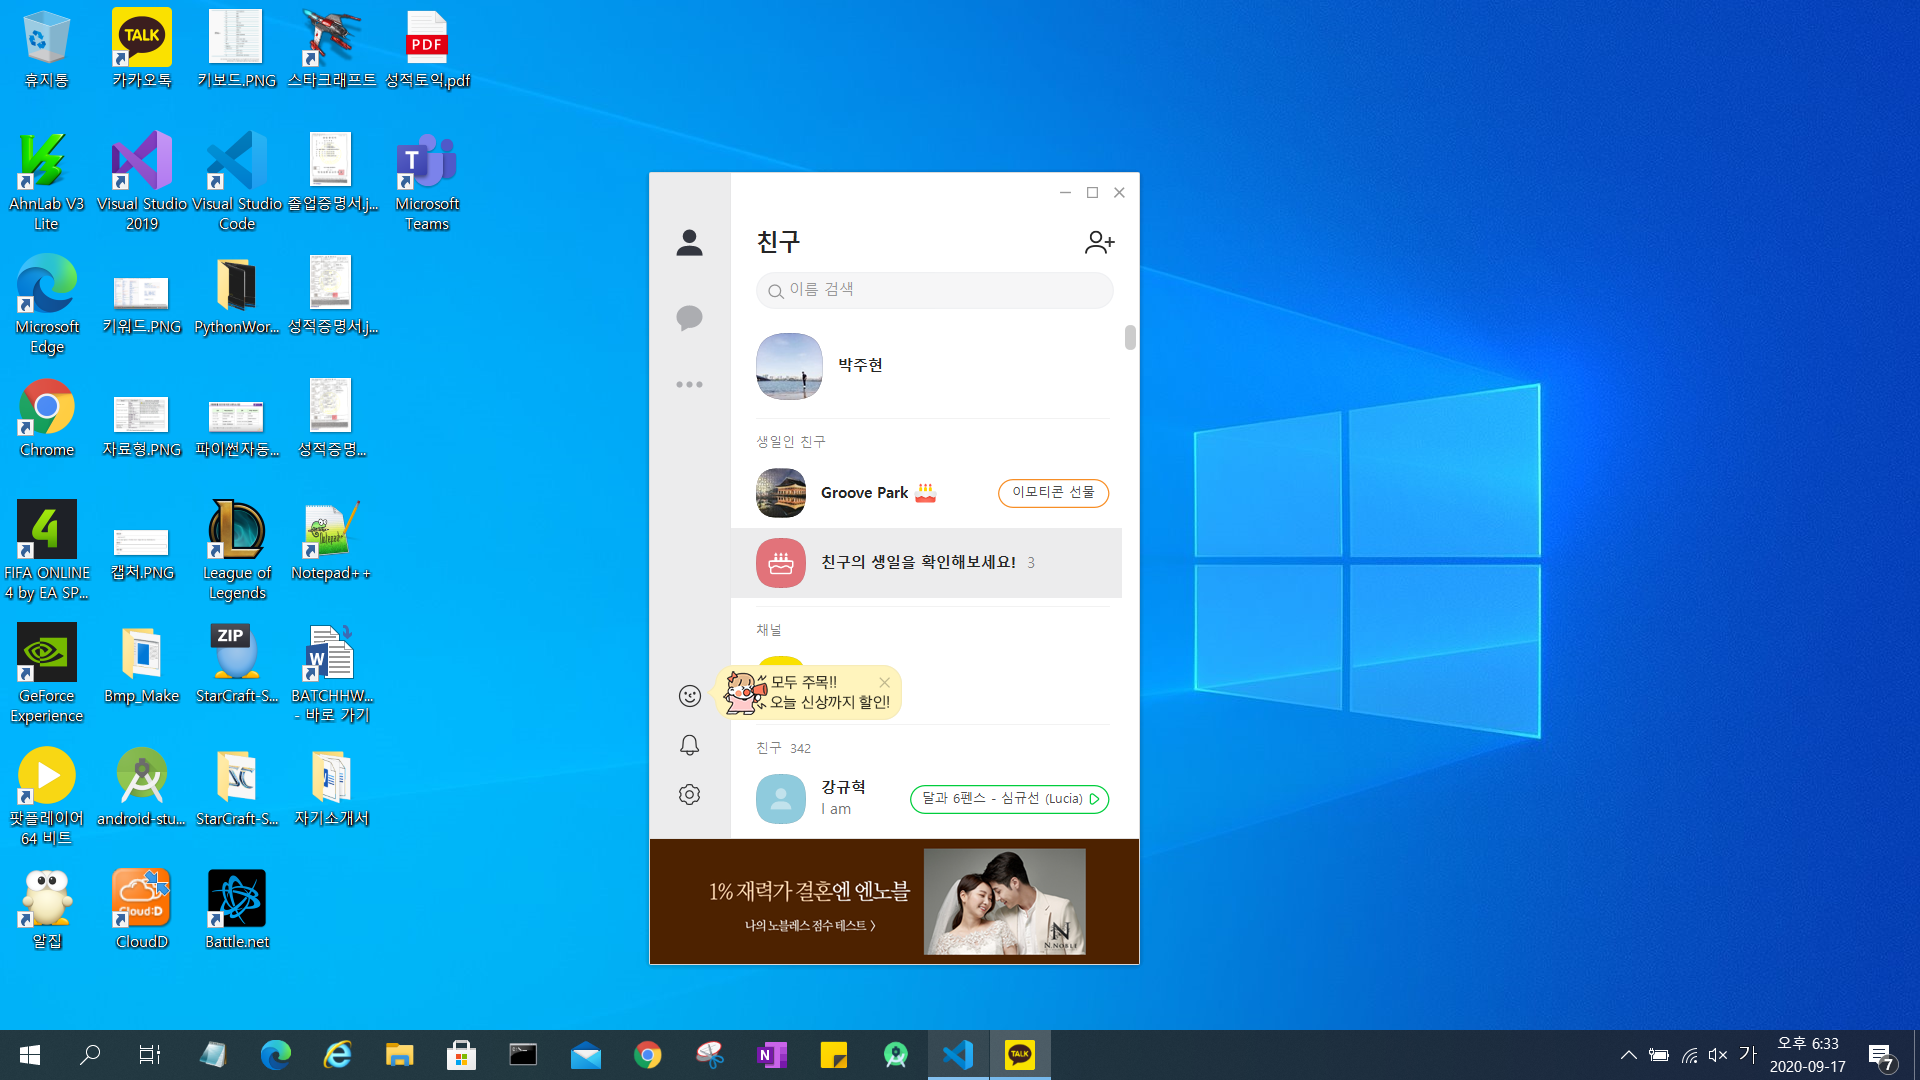 휴지통
TALK
카카오톡
키보드.PNG
스타크래프트
PDF
성적토익.pdf
AhnLab V3
Lite
Visual Studio
2019
Visual Studio
Code
졸업증명서.j...
T
Microsoft
Teams
Microsoft
Edge
키워드.PNG
PythonWor...
성적증명서.j...
Chrome
자료형.PNG
파이썬자동...
성적증명...
4
FIFA ONLINE
4 by EA SP...
캡처.PNG
League of
Legends
Notepad++
GeForce
Experience
Bmp_Make
ZIP
StarCraft-S...
W
BATCHHW...
- 바로 가기
팟플레이어
64 비트
android-stu...
StarCraft-S...
자기소개서
알집
Cloud:D
CloudD
Battle.net
친구
이름 검색
박주현
생일인 친구
Groove Park
이모티콘 선물
친구의 생일을 확인해보세요! 3
채널
모두 주목!!
오늘 신상까지 할인!
친구 342
강규혁
I am
달과 6펜스 - 심규선 (Lucia)
1% 재력가 결혼엔 엔노블
나의 노블레스 점수 테스트 >
N
N.NOBLE
N
TALK
가
오후 6:33
2020-09-17
7